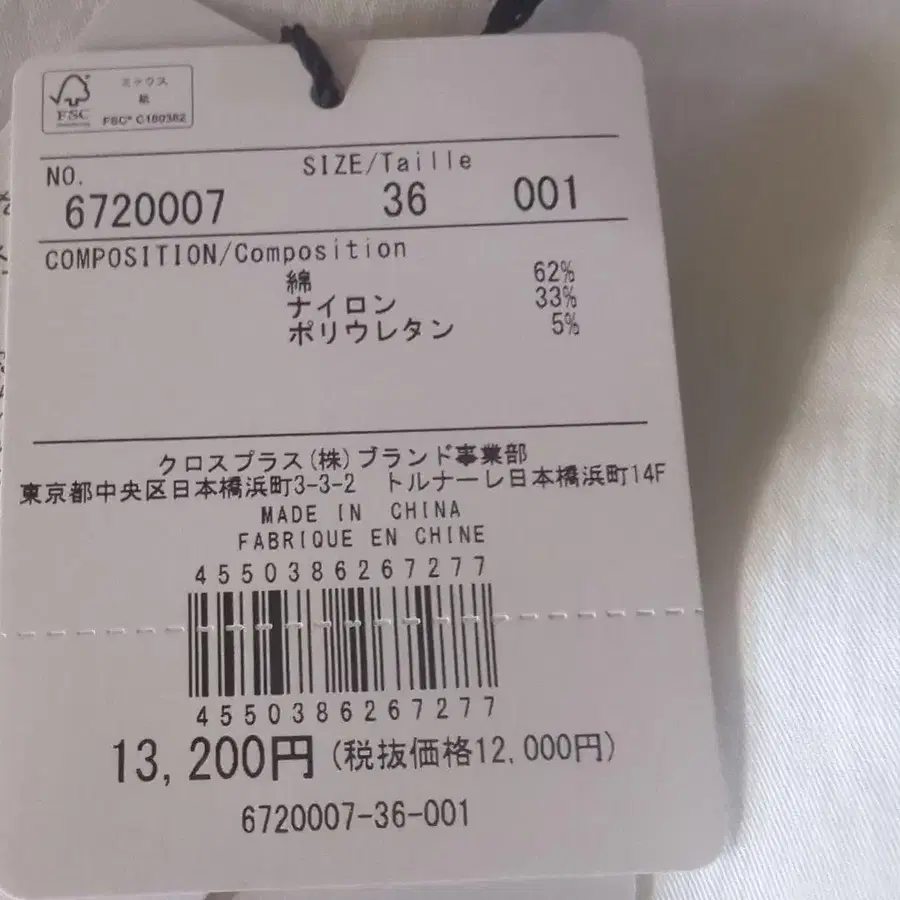 ミックス
紙
FSC
FSC® C160382
NO.
SIZE/Taille
6720007 36 001
COMPOSITION/Composition
綿 62%
ナイロン 33%
ポリウレタン 5%
クロスプラス(株)ブランド事業部
東京都中央区日本橋浜町3-3-2 トルナーレ日本橋浜町14F
MADE IN CHINA
FABRIQUE EN CHINE
4550386267277
4550386267277
13,200円(税抜価格12,000円)
6720007-36-001